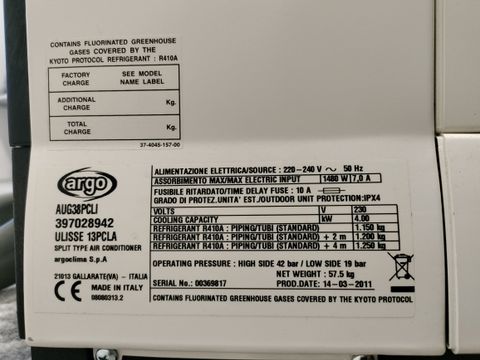 CONTAINS FLUORINATED GREENHOUSE
GASES COVERED BY THE
KYOTO PROTOCOL REFRIGERANT : R410A
FACTORY CHARGE SEE MODEL NAME LABEL
ADDITIONAL CHARGE Kg.
TOTAL CHARGE Kg.
37-4045-157-00
argo
AUG38PCLI
397028942
ULISSE 13PCLA
SPLIT TYPE AIR CONDITIONER
argoclima S.p.A
21013 GALLARATE(VA) - ITALIA
CE MADE IN ITALY
08080313.2
ALIMENTAZIONE ELETTRICA/SOURCE : 220-240 V ~ 50 Hz
ASSORBIMENTO MAX/MAX ELECTRIC INPUT 1480 W 7,0 A
FUSIBILE RITARDATO/TIME DELAY FUSE : 10 A
GRADO DI PROTEZ.UNITA' EST./OUTDOOR UNIT PROTECTION:IPX4
VOLTS V 230
COOLING CAPACITY kW 4.00
REFRIGERANT R410A : PIPING/TUBI (STANDARD) 1.150 kg
REFRIGERANT R410A : PIPING/TUBI (STANDARD) + 2 m 1.200 kg
REFRIGERANT R410A : PIPING/TUBI (STANDARD) + 4 m 1.250 kg
OPERATING PRESSURE : HIGH SIDE 42 bar / LOW SIDE 19 bar
NET WEIGHT : 57.5 kg
SERIAL No.: 00369817 PROD.DATE: 14-03-2011
CONTAINS FLUORINATED GREENHOUSE GASES COVERED BY THE KYOTO PROTOCOL